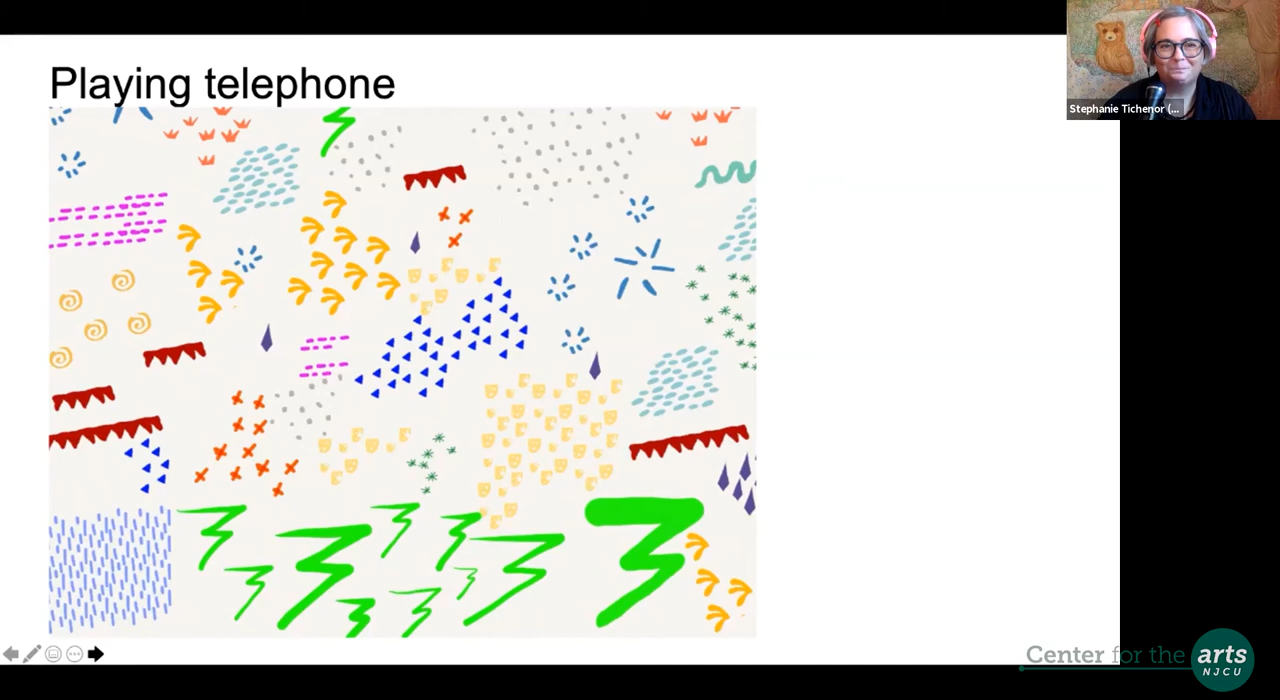 Playing telephone
Stephanie Tichenor (...
Center for the arts
NJCU